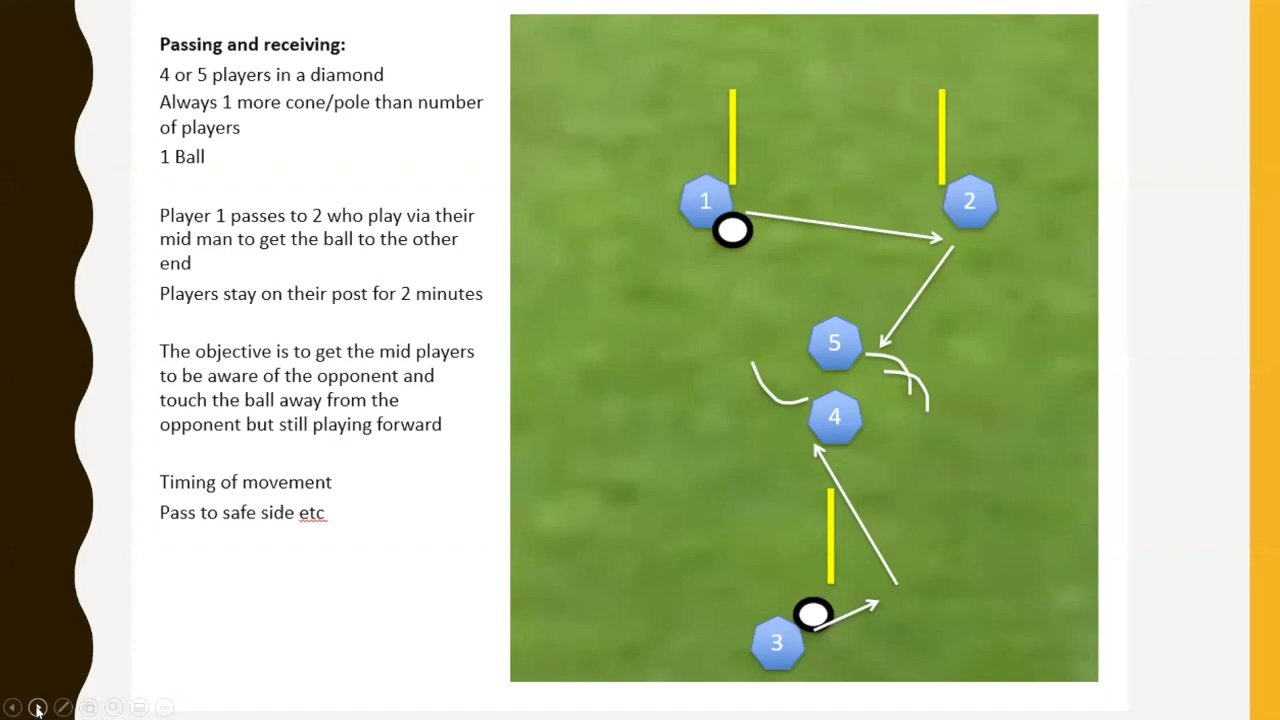 Passing and receiving:
4 or 5 players in a diamond
Always 1 more cone/pole than number
of players
1 Ball
Player 1 passes to 2 who play via their
mid man to get the ball to the other
end
Players stay on their post for 2 minutes
The objective is to get the mid players
to be aware of the opponent and
touch the ball away from the
opponent but still playing forward
Timing of movement
Pass to safe side etc
1
2
5
4
3